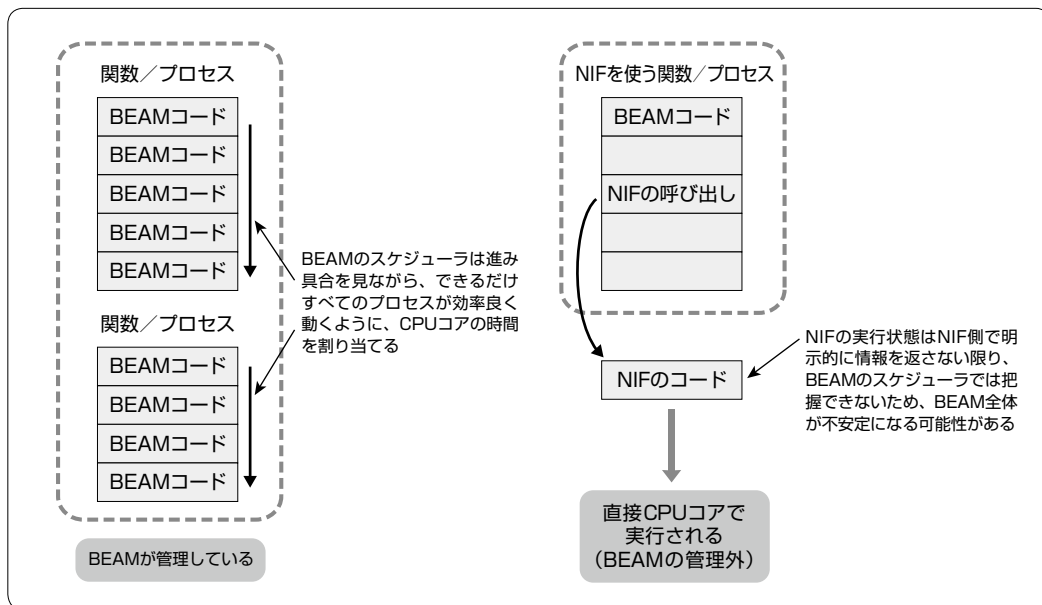 関数／プロセス
BEAMコード
BEAMコード
BEAMコード
BEAMコード
BEAMコード
関数／プロセス
BEAMコード
BEAMコード
BEAMコード
BEAMコード
BEAMが管理している
BEAMのスケジューラは進み
具合を見ながら、できるだけ
すべてのプロセスが効率良く
動くように、CPUコアの時間
を割り当てる
NIFを使う関数／プロセス
BEAMコード
NIFの呼び出し
NIFのコード
NIFの実行状態はNIF側で明
示的に情報を返さない限り、
BEAMのスケジューラでは把
握できないため、BEAM全体
が不安定になる可能性がある
直接CPUコアで
実行される
（BEAMの管理外）